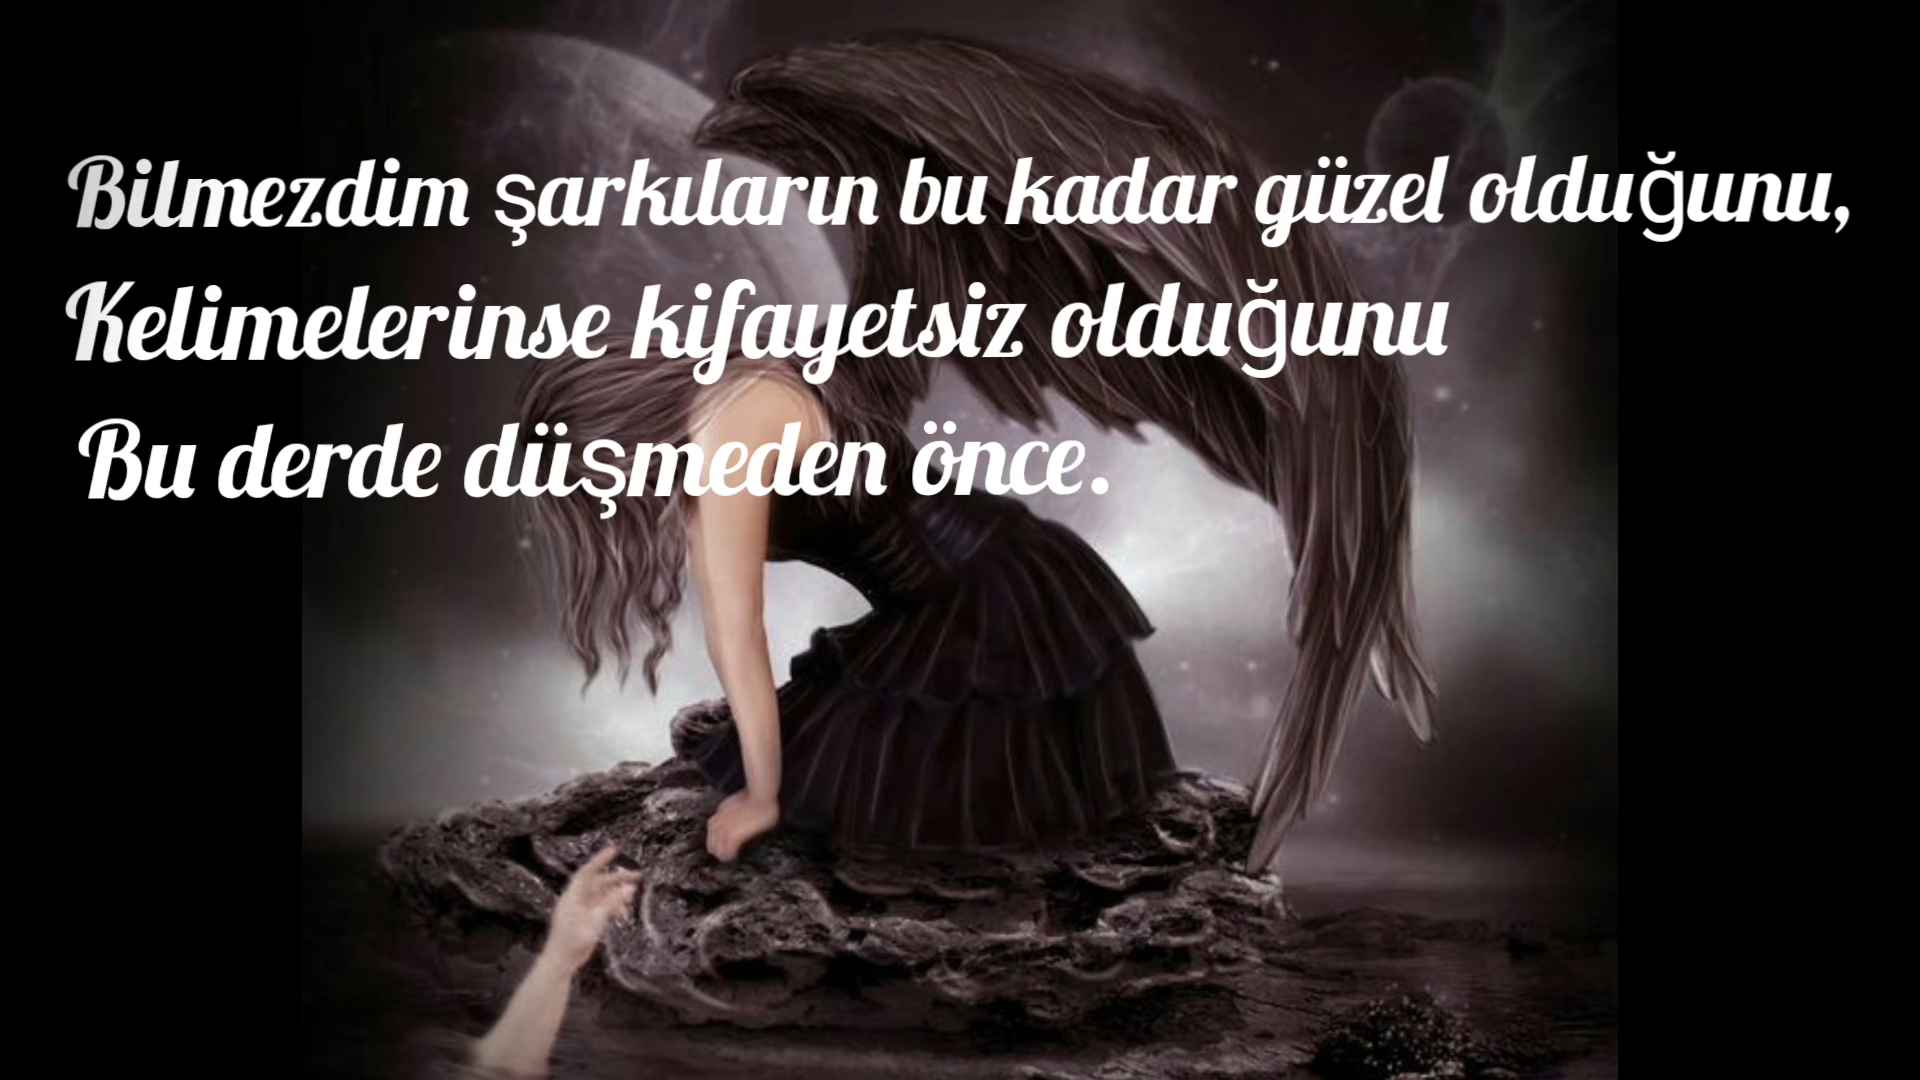 Bilmezdim şarkıların bu kadar güzel olduğunu,
Kelimelerinse kifayetsiz olduğunu
Bu derde düşmeden önce.